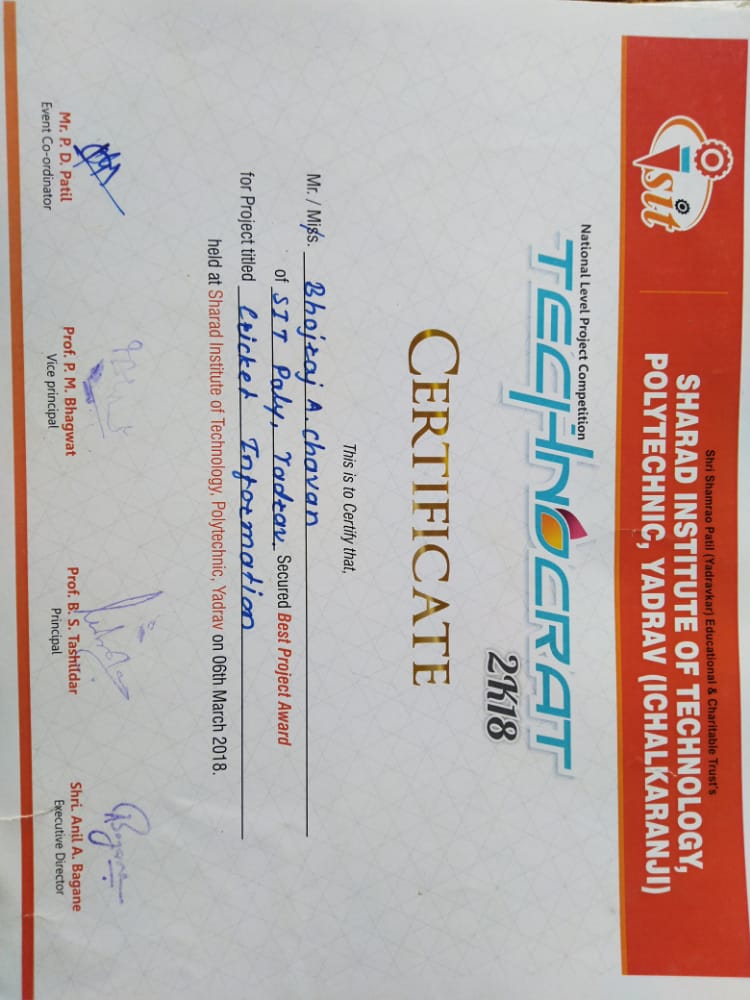 Shri Shamrao Patil (Yadravkar) Educational & Charitable Trust's
SHARAD INSTITUTE OF TECHNOLOGY,
POLYTECHNIC, YADRAV (ICHALKARANJI)
sit
National Level Project Competition
TECHNOCRAT
2K18
CERTIFICATE
This is to Certify that,
Mr. / Miss. Bhojraj A. Chavan
of SIT Poly, Yadrav. Secured Best Project Award
for Project titled Cricket Information
held at Sharad Institute of Technology, Polytechnic, Yadrav on 06th March 2018.
Bagane
Mr. P. D. Patil
Event Co-ordinator
Prof. P. M. Bhagwat
Vice principal
Prof. B. S. Tashildar
Principal
Shri. Anil A. Bagane
Executive Director